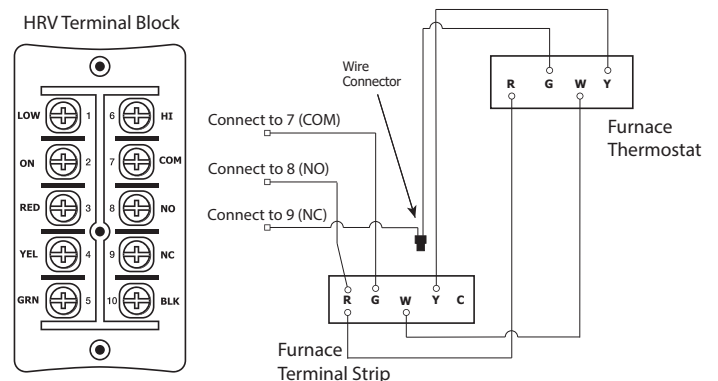 HRV Terminal Block
LOW 1 6 HI
ON 2 7 COM
RED 3 8 NO
YEL 4 9 NC
GRN 5 10 BLK
Wire
Connector
Connect to 7 (COM)
Connect to 8 (NO)
Connect to 9 (NC)
R G W Y
Furnace
Thermostat
R G W Y C
Furnace
Terminal Strip